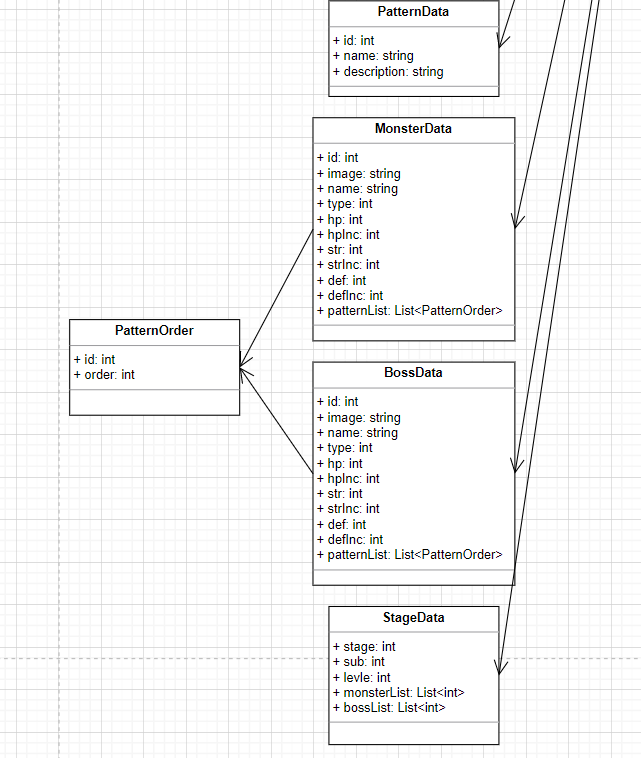 PatternData
+ id: int
+ name: string
+ description: string
MonsterData
+ id: int
+ image: string
+ name: string
+ type: int
+ hp: int
+ hpInc: int
+ str: int
+ strInc: int
+ def: int
+ defInc: int
+ patternList: List<PatternOrder>
PatternOrder
+ id: int
+ order: int
BossData
+ id: int
+ image: string
+ name: string
+ type: int
+ hp: int
+ hpInc: int
+ str: int
+ strInc: int
+ def: int
+ defInc: int
+ patternList: List<PatternOrder>
StageData
+ stage: int
+ sub: int
+ levle: int
+ monsterList: List<int>
+ bossList: List<int>